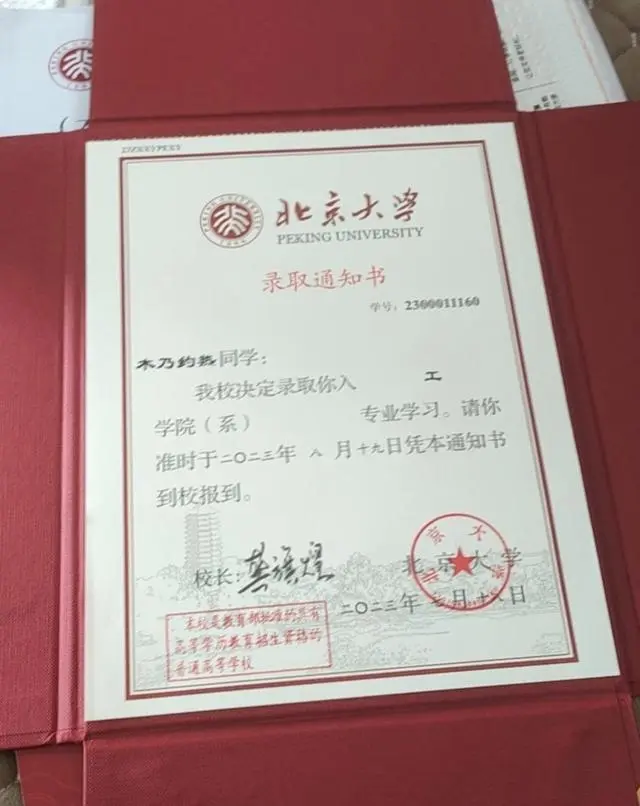 北京大学
PEKING UNIVERSITY
录取通知书
学号: 2300011160
木乃约热同学:
我校决定录取你入 工
学院(系) 专业学习。请你
准时于二〇二三年 八 月十九日凭本通知书
到校报到。
校长: 龚旗煌
北京大学
二〇二三年 月十 日
本校是教育部批准的具有
高等学历教育招生资格的
普通高等学校